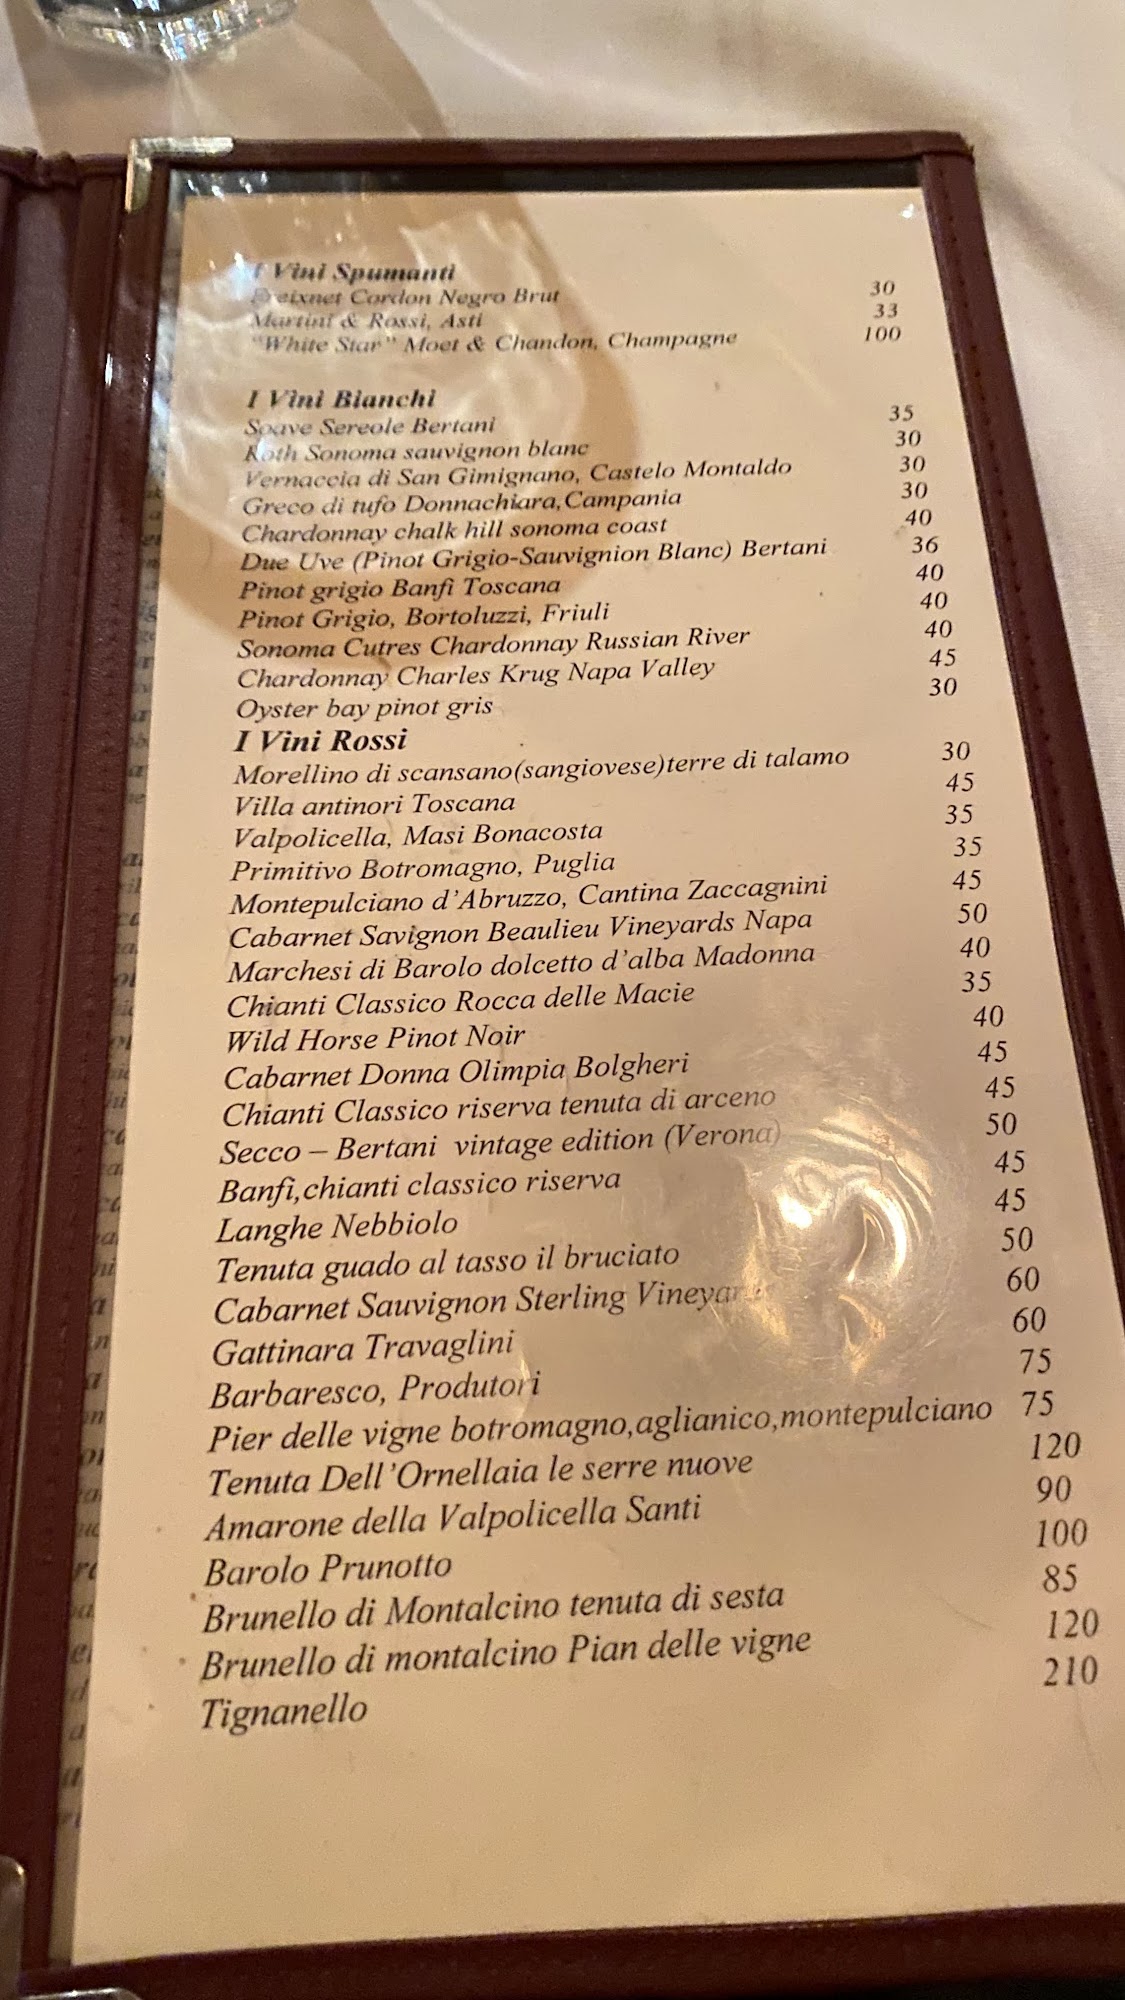 I Vini Spumanti
Freixnet Cordon Negro Brut 30
Martini & Rossi, Asti 33
"White Star" Moet & Chandon, Champagne 100
I Vini Bianchi
Soave Sereole Bertani 35
Roth Sonoma sauvignon blanc 30
Vernaccia di San Gimignano, Castelo Montaldo 30
Greco di tufo Donnachiara,Campania 30
Chardonnay chalk hill sonoma coast 40
Due Uve (Pinot Grigio-Sauvignion Blanc) Bertani 36
Pinot grigio Banfi Toscana 40
Pinot Grigio, Bortoluzzi, Friuli 40
Sonoma Cutres Chardonnay Russian River 40
Chardonnay Charles Krug Napa Valley 45
Oyster bay pinot gris 30
I Vini Rossi
Morellino di scansano(sangiovese)terre di talamo 30
Villa antinori Toscana 45
Valpolicella, Masi Bonacosta 35
Primitivo Botromagno, Puglia 35
Montepulciano d'Abruzzo, Cantina Zaccagnini 45
Cabarnet Savignon Beaulieu Vineyards Napa 50
Marchesi di Barolo dolcetto d'alba Madonna 40
Chianti Classico Rocca delle Macie 35
Wild Horse Pinot Noir 40
Cabarnet Donna Olimpia Bolgheri 45
Chianti Classico riserva tenuta di arceno 45
Secco – Bertani vintage edition (Verona) 50
Banfi,chianti classico riserva 45
Langhe Nebbiolo 45
Tenuta guado al tasso il bruciato 50
Cabarnet Sauvignon Sterling Vineyards 60
Gattinara Travaglini 60
Barbaresco, Produtori 75
Pier delle vigne botromagno,aglianico,montepulciano 75
Tenuta Dell'Ornellaia le serre nuove 120
Amarone della Valpolicella Santi 90
Barolo Prunotto 100
Brunello di Montalcino tenuta di sesta 85
Brunello di montalcino Pian delle vigne 120
Tignanello 210